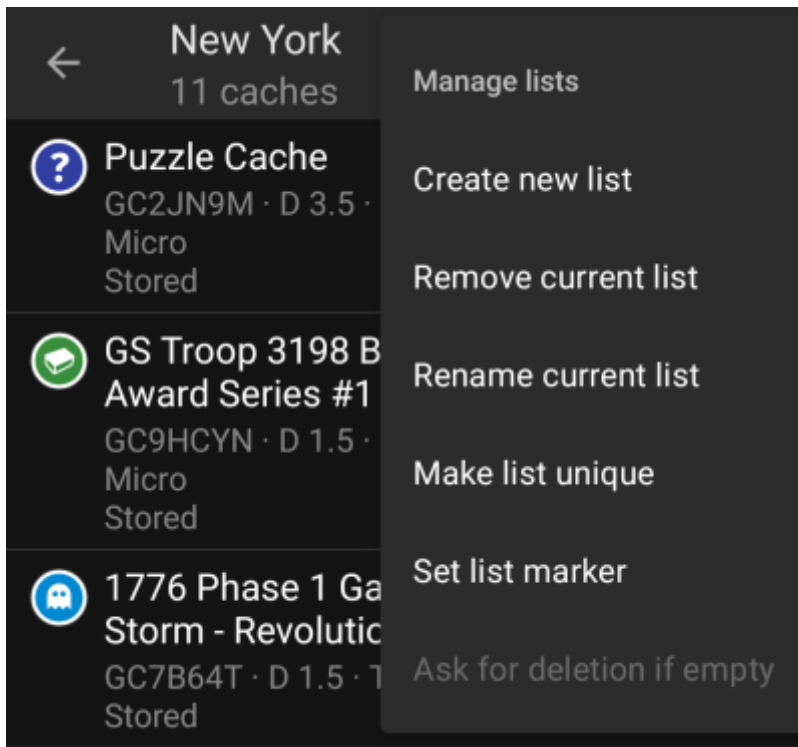 New York
11 caches
Puzzle Cache
GC2JN9M · D 3.5 ·
Micro
Stored
GS Troop 3198 B
Award Series #1
GC9HCYN · D 1.5 ·
Micro
Stored
1776 Phase 1 Ga
Storm - Revolutio
GC7B64T · D 1.5 · T
Stored
Manage lists
Create new list
Remove current list
Rename current list
Make list unique
Set list marker
Ask for deletion if empty